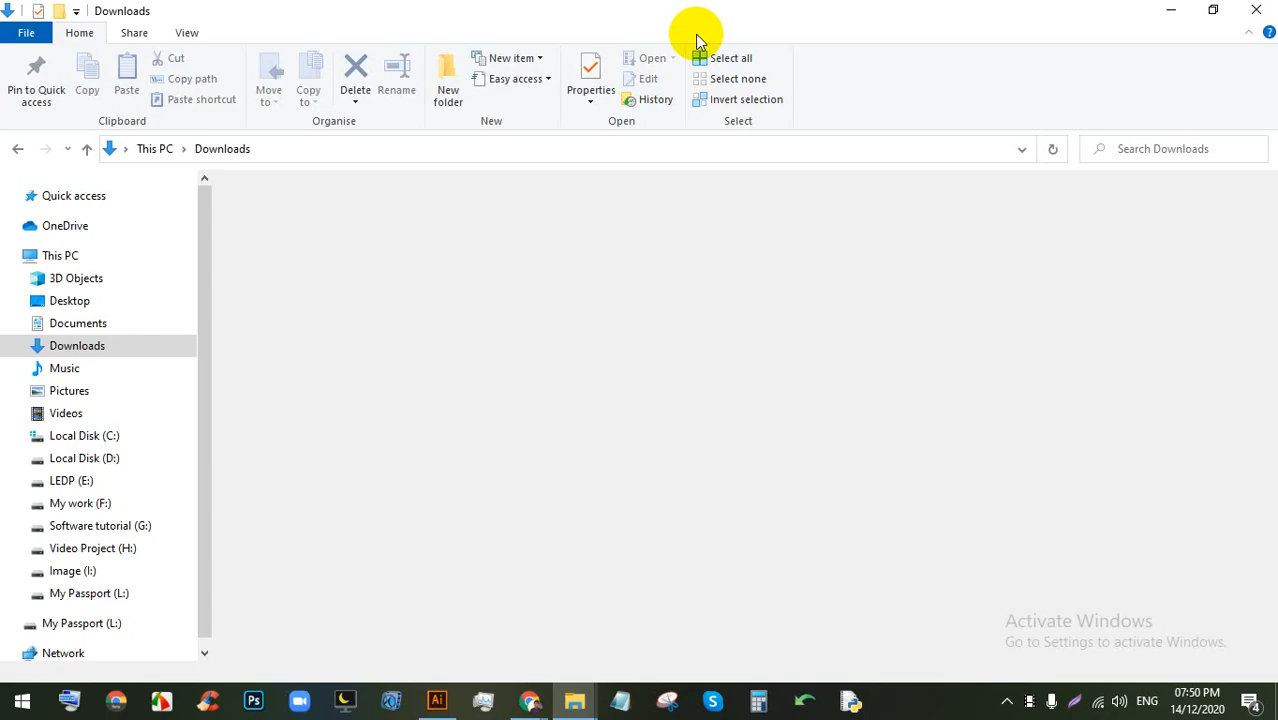 Downloads
File Home Share View
Pin to Quick access
Copy
Paste
Cut
Copy path
Paste shortcut
Clipboard
Move to
Copy to
Delete
Rename
Organise
New folder
New item
Easy access
New
Properties
Open
Edit
History
Open
Select all
Select none
Invert selection
Select
This PC > Downloads
Search Downloads
Quick access
OneDrive
This PC
3D Objects
Desktop
Documents
Downloads
Music
Pictures
Videos
Local Disk (C:)
Local Disk (D:)
LEDP (E:)
My work (F:)
Software tutorial (G:)
Video Project (H:)
Image (I:)
My Passport (L:)
My Passport (L:)
Network
Activate Windows
Go to Settings to activate Windows.
Ps
Ai
ENG
07:50 PM
14/12/2020
4